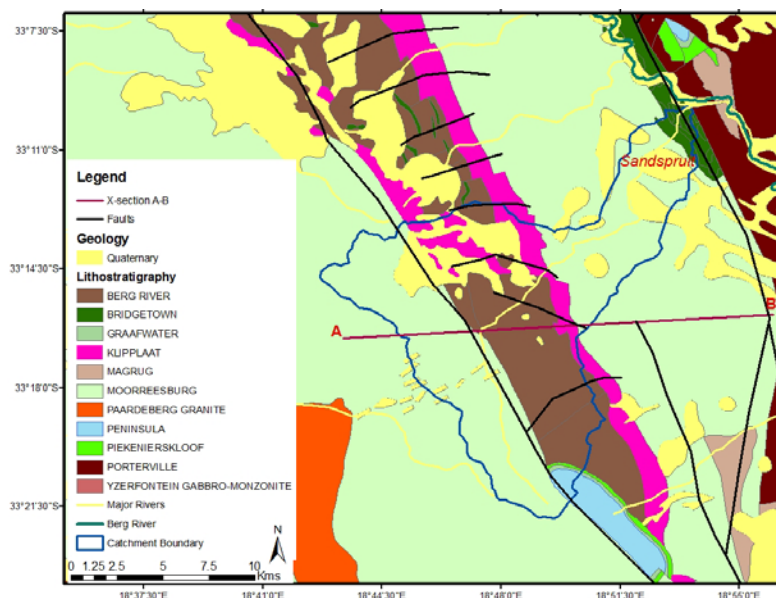 33°7'30"S
33°11'0"S
33°14'30"S
33°18'0"S
33°21'30"S
Sandspruit
A
B
Legend
X-section A-B
Faults
Geology
Quaternary
Lithostratigraphy
BERG RIVER
BRIDGETOWN
GRAAFWATER
KLIPPLAAT
MAGRUG
MOORREESBURG
PAARDEBERG GRANITE
PENINSULA
PIEKENIERSKLOOF
PORTERVILLE
YZERFONTEIN GABBRO-MONZONITE
Major Rivers
Berg River
Catchment Boundary
N
0 1.25 2.5 5 7.5 10
Kms
18°37'30"E 18°41'0"E 18°44'30"E 18°48'0"E 18°51'30"E 18°55'0"E